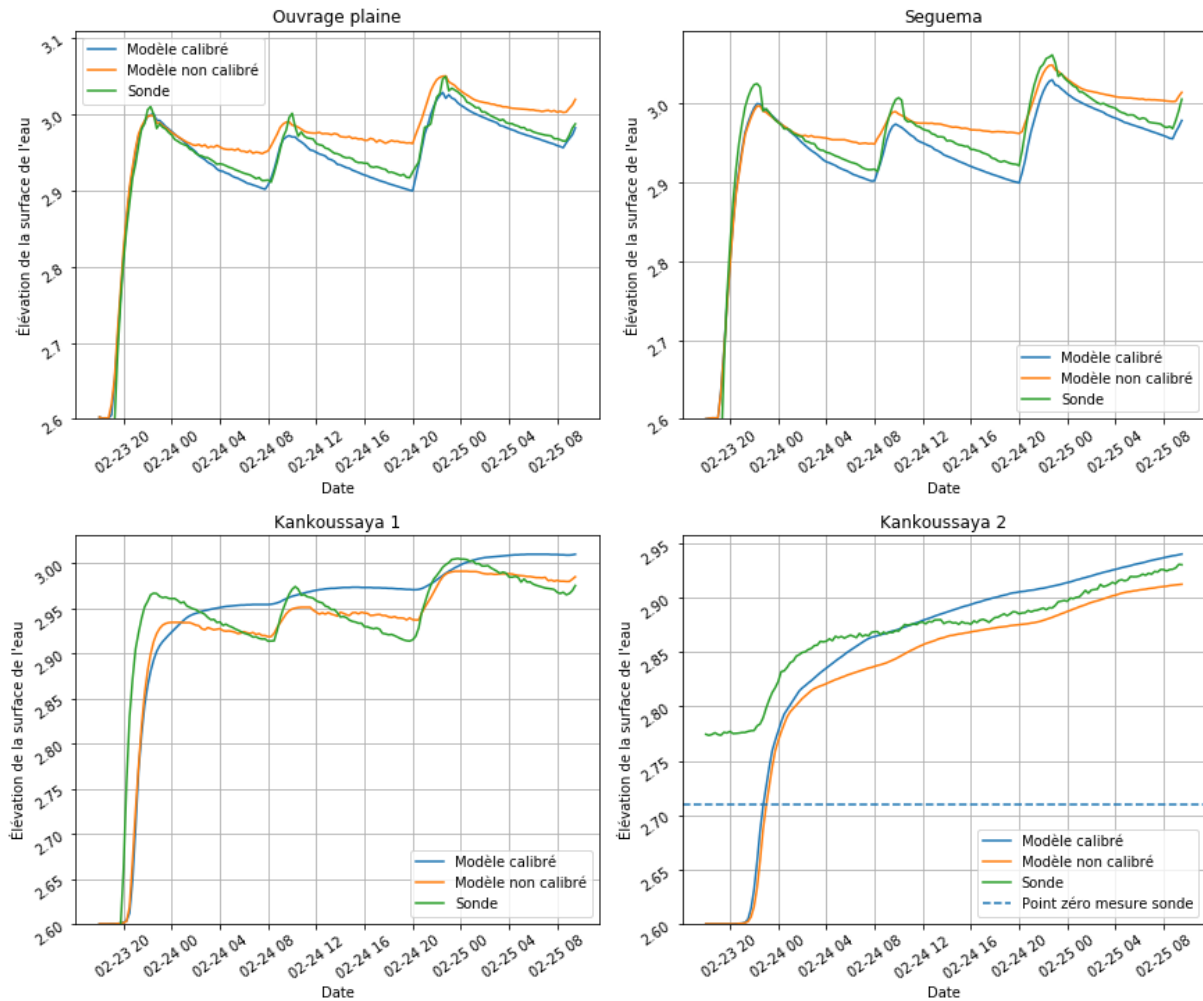 Ouvrage plaine
Élévation de la surface de l'eau
3.1
3.0
2.9
2.8
2.7
2.6
Modèle calibré
Modèle non calibré
Sonde
02-23 20
02-24 00
02-24 04
02-24 08
02-24 12
02-24 16
02-24 20
02-25 00
02-25 04
02-25 08
Date
Seguema
Élévation de la surface de l'eau
3.0
2.9
2.8
2.7
2.6
Modèle calibré
Modèle non calibré
Sonde
02-23 20
02-24 00
02-24 04
02-24 08
02-24 12
02-24 16
02-24 20
02-25 00
02-25 04
02-25 08
Date
Kankoussaya 1
Élévation de la surface de l'eau
3.00
2.95
2.90
2.85
2.80
2.75
2.70
2.65
2.60
Modèle calibré
Modèle non calibré
Sonde
02-23 20
02-24 00
02-24 04
02-24 08
02-24 12
02-24 16
02-24 20
02-25 00
02-25 04
02-25 08
Date
Kankoussaya 2
Élévation de la surface de l'eau
2.95
2.90
2.85
2.80
2.75
2.70
2.65
2.60
Modèle calibré
Modèle non calibré
Sonde
Point zéro mesure sonde
02-23 20
02-24 00
02-24 04
02-24 08
02-24 12
02-24 16
02-24 20
02-25 00
02-25 04
02-25 08
Date